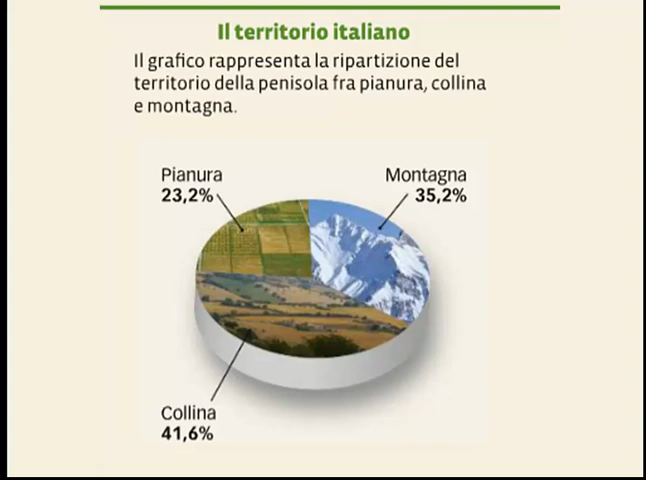 Il territorio italiano
Il grafico rappresenta la ripartizione del
territorio della penisola fra pianura, collina
e montagna.
Pianura
23,2%
Montagna
35,2%
Collina
41,6%